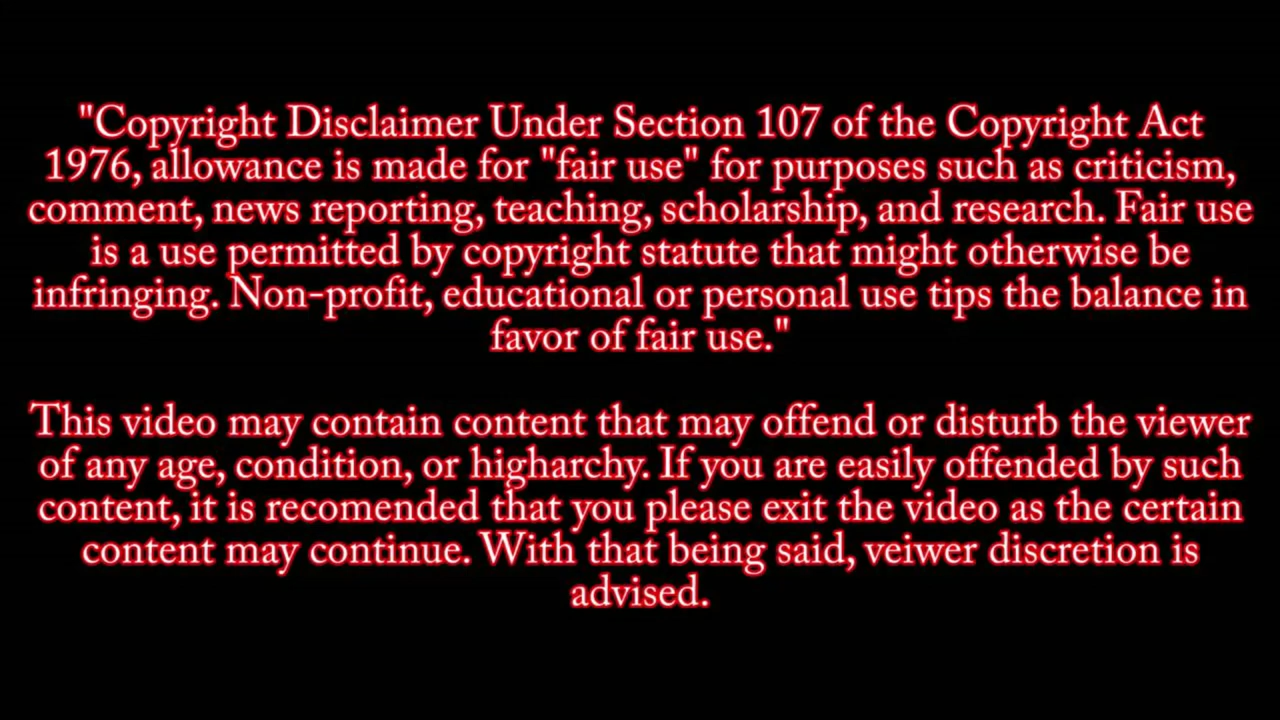 "Copyright Disclaimer Under Section 107 of the Copyright Act
1976, allowance is made for "fair use" for purposes such as criticism,
comment, news reporting, teaching, scholarship, and research. Fair use
is a use permitted by copyright statute that might otherwise be
infringing. Non-profit, educational or personal use tips the balance in
favor of fair use."
This video may contain content that may offend or disturb the viewer
of any age, condition, or higharchy. If you are easily offended by such
content, it is recomended that you please exit the video as the certain
content may continue. With that being said, veiwer discretion is
advised.